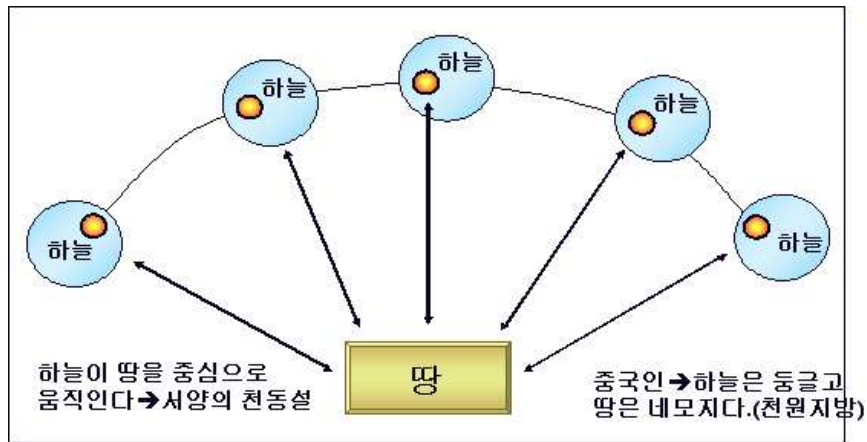 하늘
하늘
하늘
하늘
하늘
하늘이 땅을 중심으로
움직인다➔서양의 천동설
땅
중국인➔하늘은 둥글고
땅은 네모지다.(천원지방)